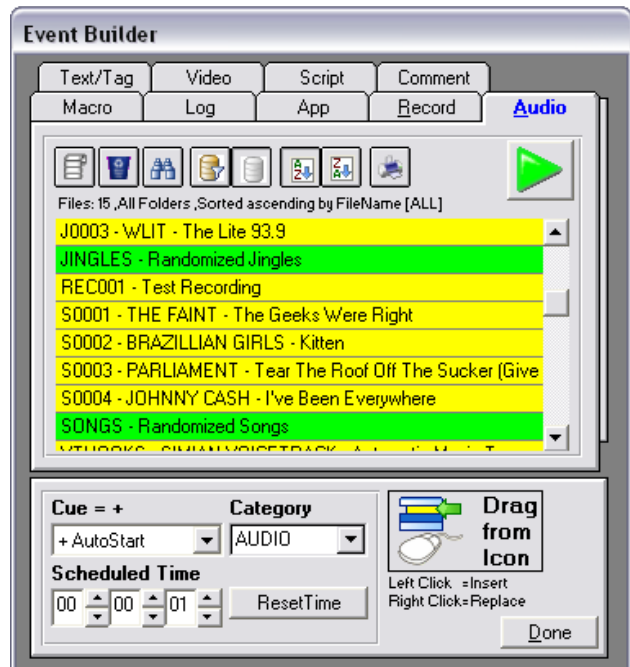 Event Builder
Text/Tag Video Script Comment
Macro Log App Record Audio
Files: 15 ,All Folders ,Sorted ascending by FileName [ALL]
J0003 - WLIT - The Lite 93.9
JINGLES - Randomized Jingles
REC001 - Test Recording
S0001 - THE FAINT - The Geeks Were Right
S0002 - BRAZILLIAN GIRLS - Kitten
S0003 - PARLIAMENT - Tear The Roof Off The Sucker (Give
S0004 - JOHNNY CASH - I've Been Everywhere
SONGS - Randomized Songs
Cue = + Category
+ AutoStart AUDIO
Scheduled Time
00 00 01 ResetTime
Drag
from
Icon
Left Click =Insert
Right Click=Replace
Done